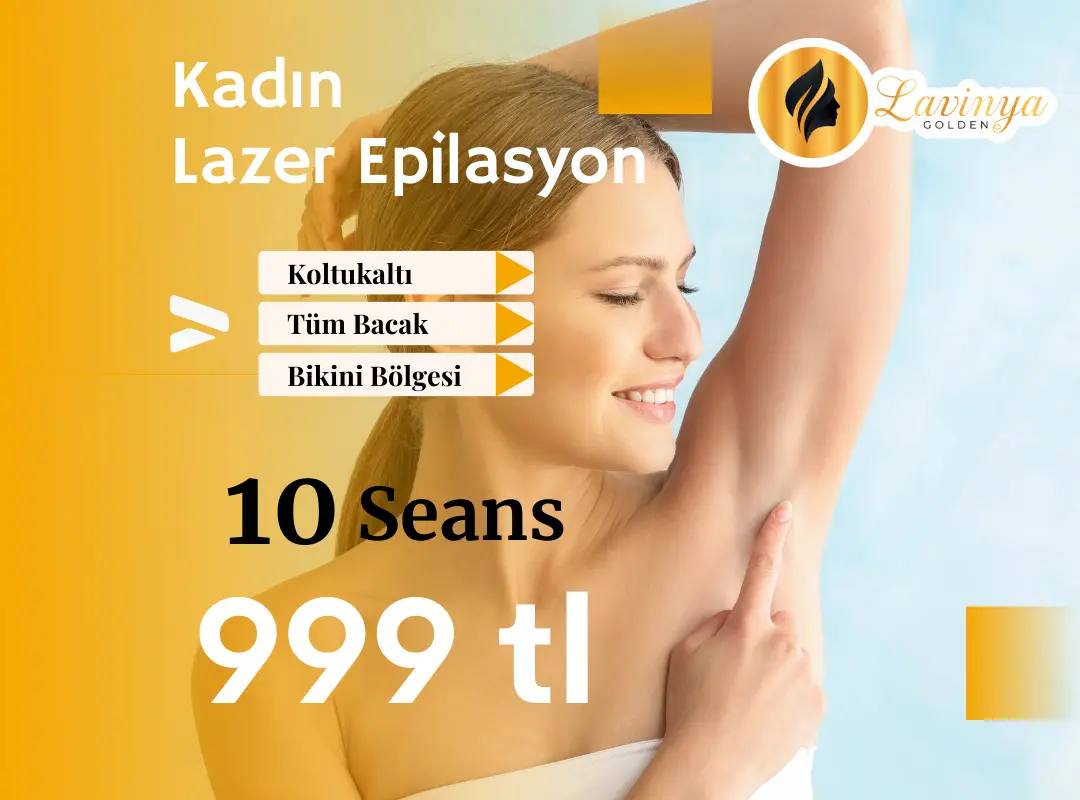 Kadın
Lazer Epilasyon
Lavinya
GOLDEN
Koltukaltı
Tüm Bacak
Bikini Bölgesi
10 Seans
999 tl